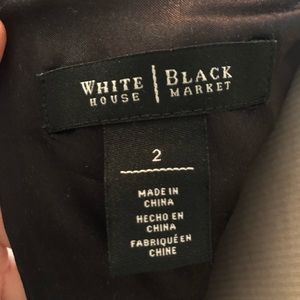 WHITE | BLACK
HOUSE | MARKET
2
MADE IN
CHINA
HECHO EN
CHINA
FABRIQUÉ EN
CHINE